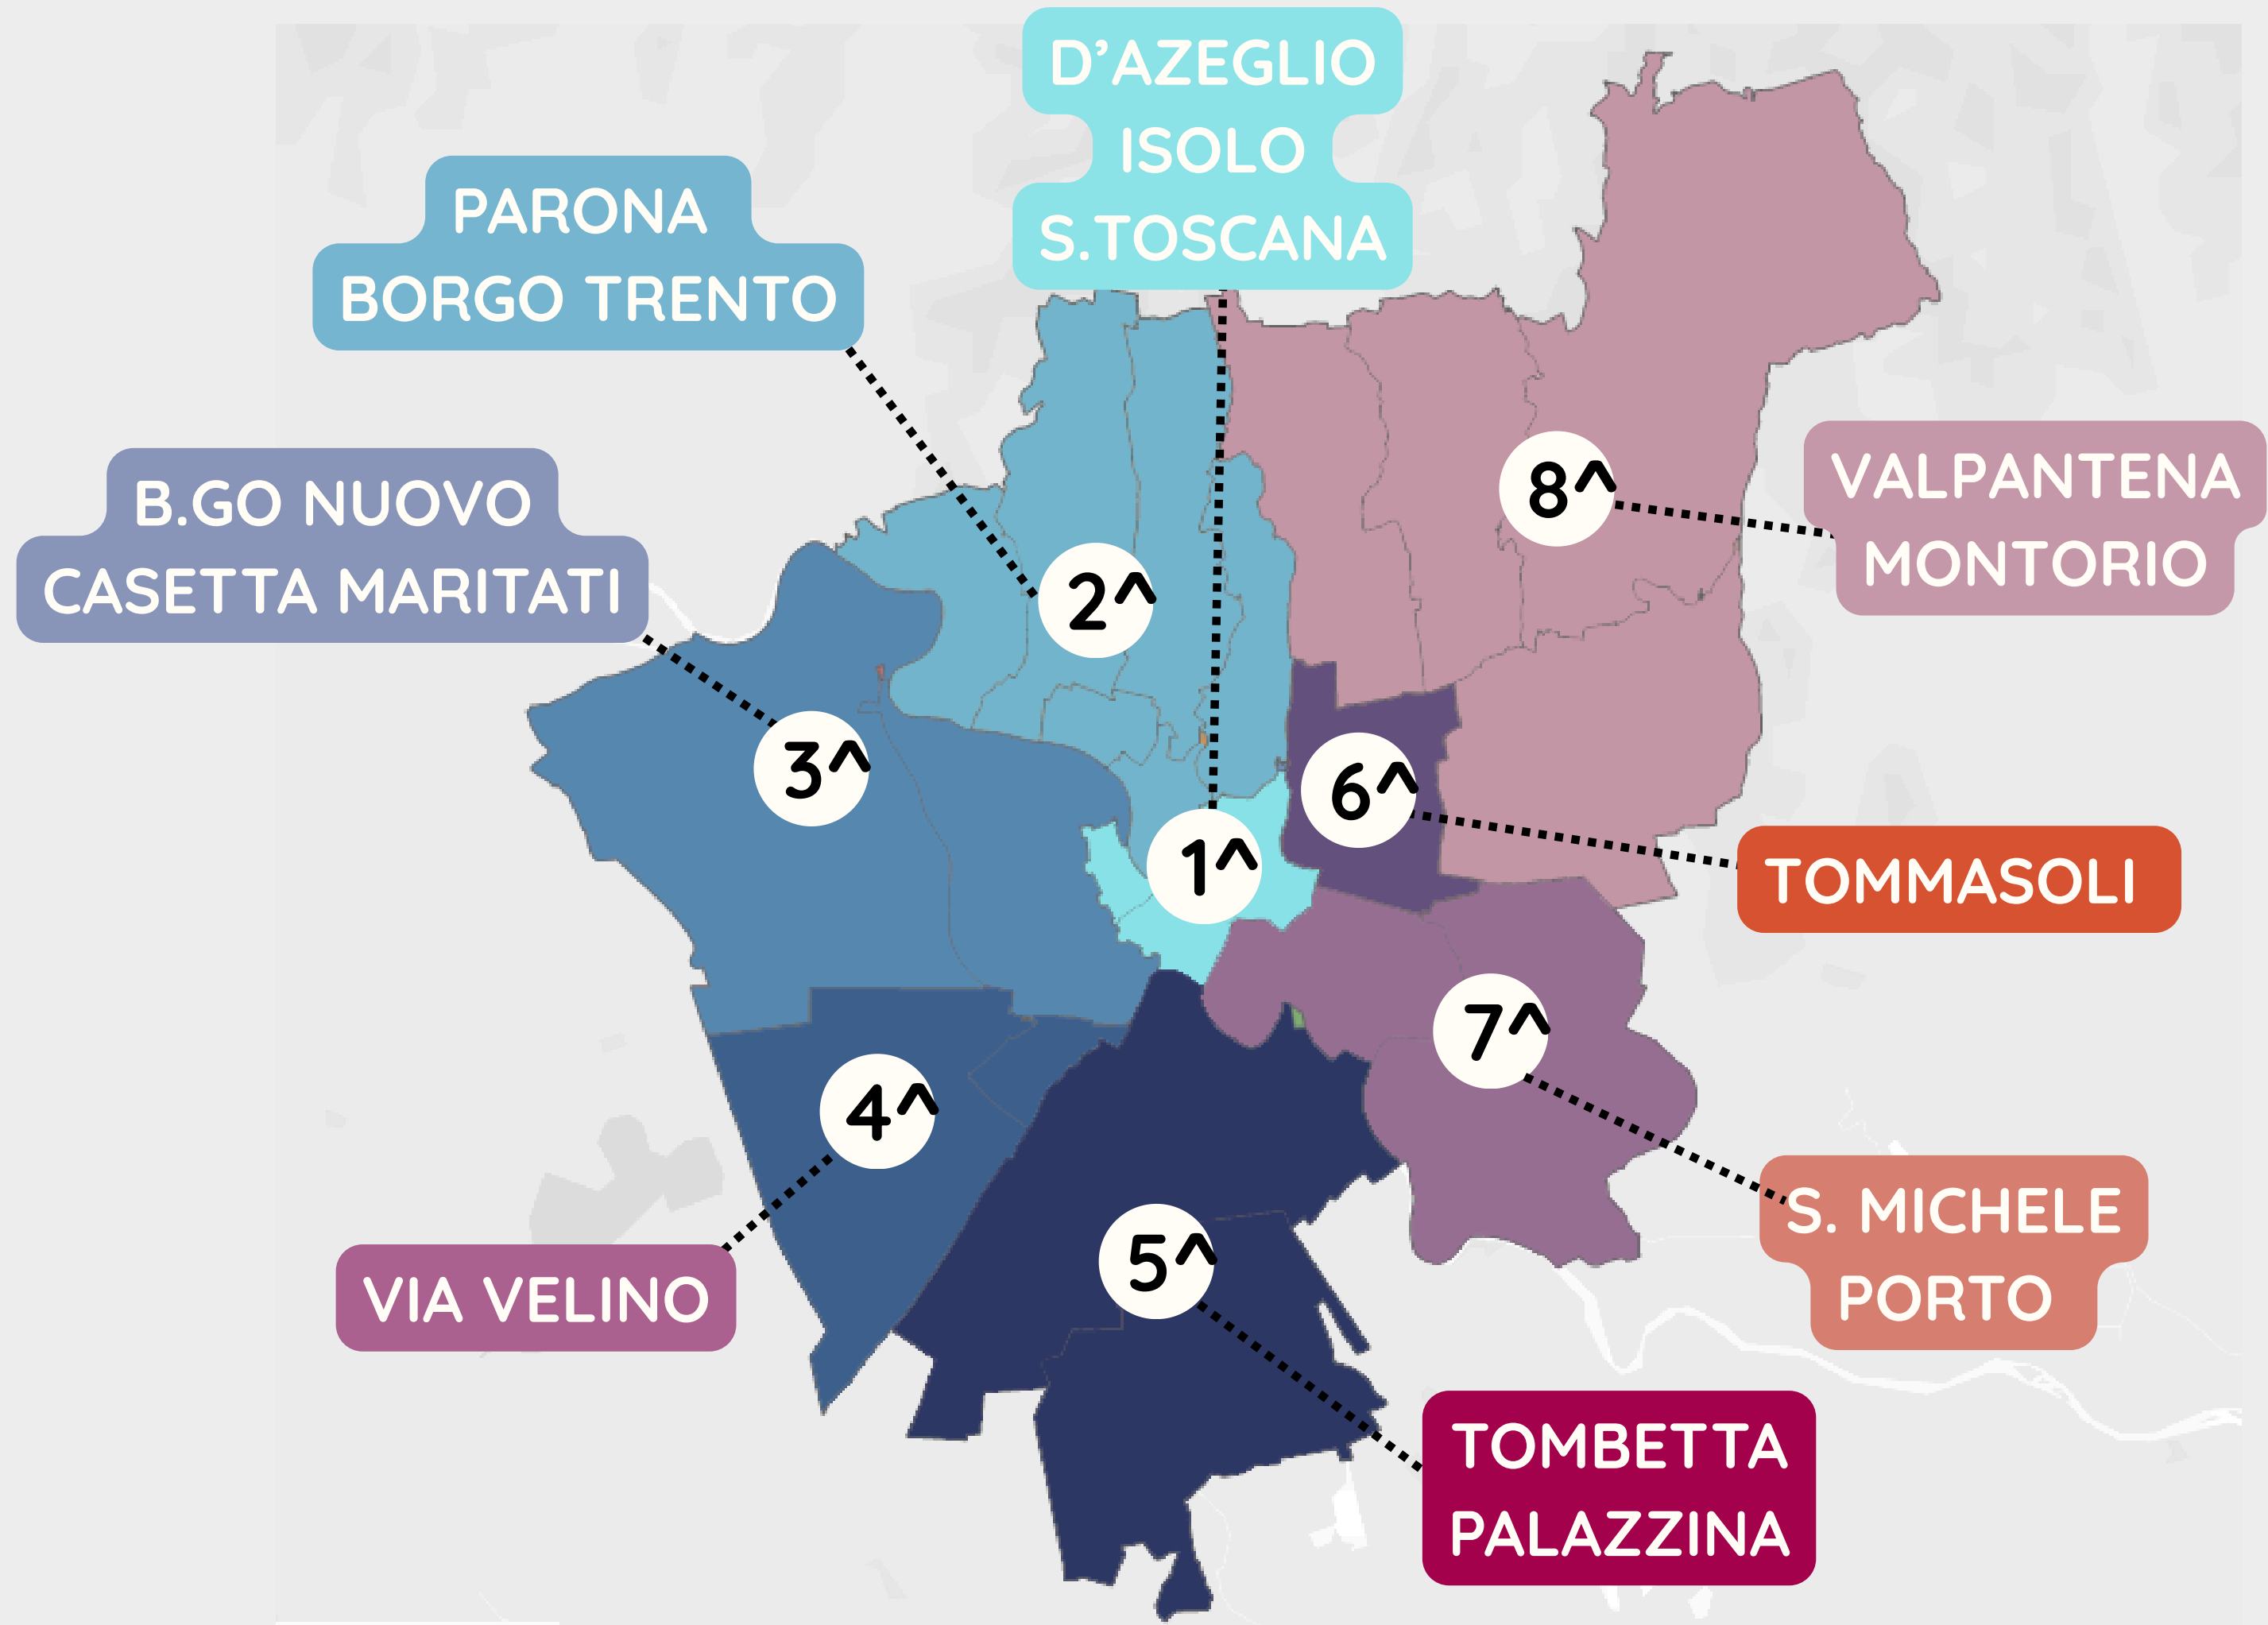 D'AZEGLIO
ISOLO
S.TOSCANA
PARONA
BORGO TRENTO
B.GO NUOVO
CASETTA MARITATI
VALPANTENA
MONTORIO
8^
2^
3^
6^
1^
TOMMASOLI
7^
4^
5^
S. MICHELE
PORTO
VIA VELINO
TOMBETTA
PALAZZINA